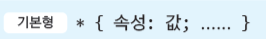 기본형 * { 속성: 값; ...... }